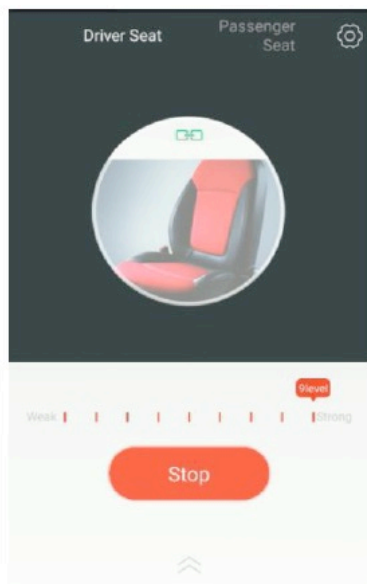 Driver Seat
Passenger
Seat
9level
Weak
Strong
Stop